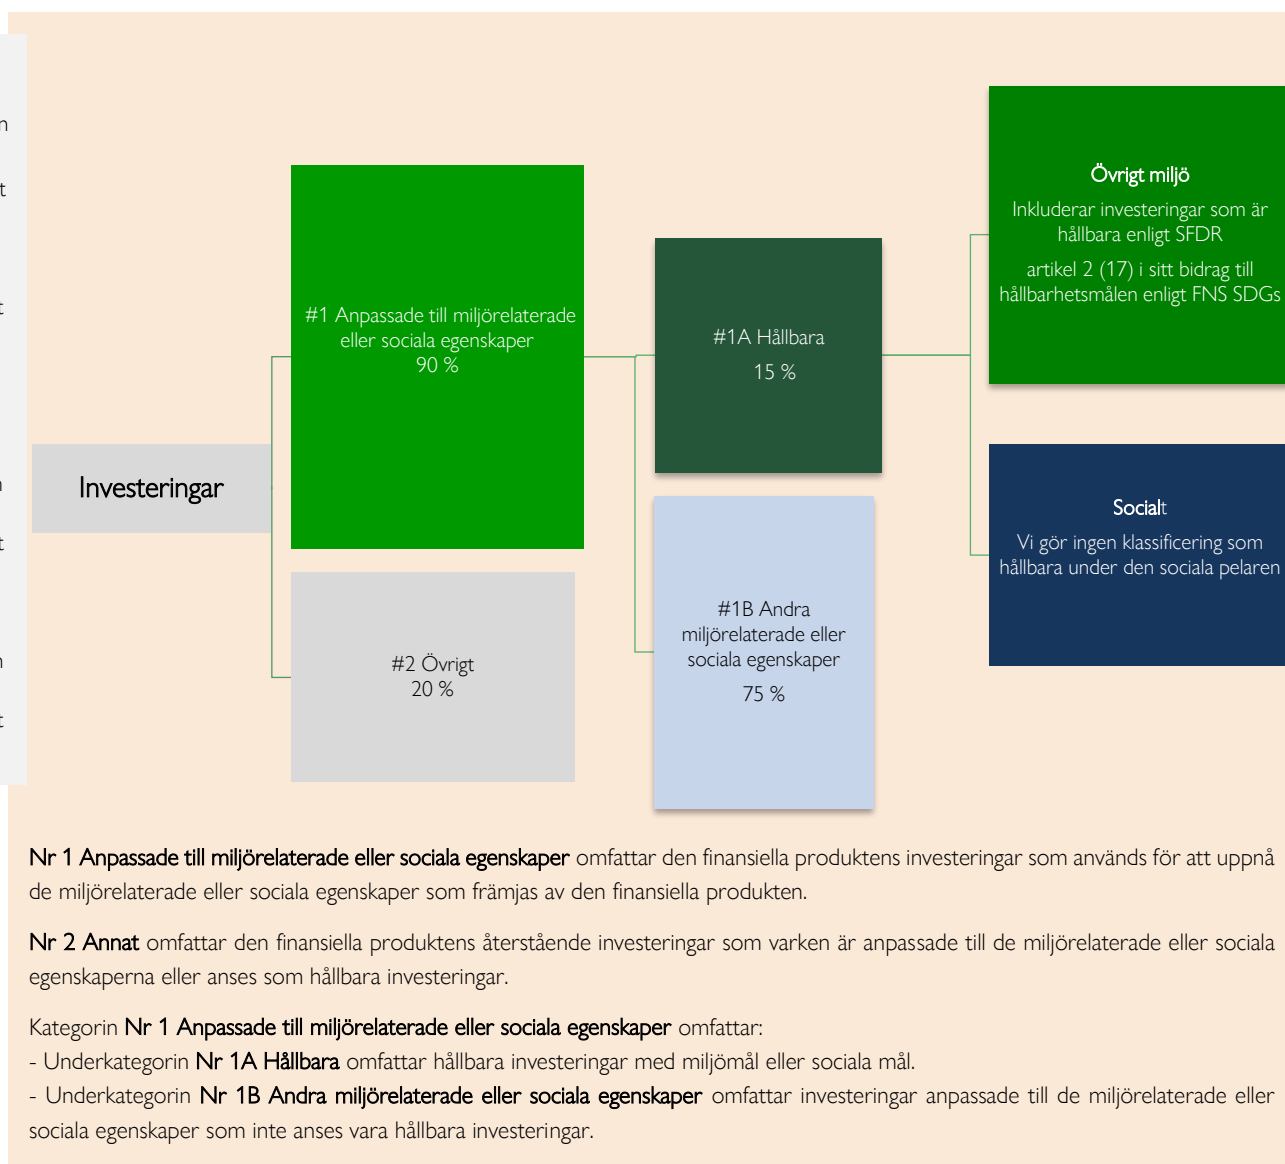 Investeringar
#1 Anpassade till miljörelaterade
eller sociala egenskaper
90 %
#2 Övrigt
20 %
#1A Hållbara
15 %
#1B Andra
miljörelaterade eller
sociala egenskaper
75 %
Övrigt miljö
Inkluderar investeringar som är
hållbara enligt SFDR
artikel 2 (17) i sitt bidrag till
hållbarhetsmålen enligt FNS SDGs
Socialt
Vi gör ingen klassificering som
hållbara under den sociala pelaren
Nr 1 Anpassade till miljörelaterade eller sociala egenskaper omfattar den finansiella produktens investeringar som används för att uppnå
de miljörelaterade eller sociala egenskaper som främjas av den finansiella produkten.
Nr 2 Annat omfattar den finansiella produktens återstående investeringar som varken är anpassade till de miljörelaterade eller sociala
egenskaperna eller anses som hållbara investeringar.
Kategorin Nr 1 Anpassade till miljörelaterade eller sociala egenskaper omfattar:
- Underkategorin Nr 1A Hållbara omfattar hållbara investeringar med miljömål eller sociala mål.
- Underkategorin Nr 1B Andra miljörelaterade eller sociala egenskaper omfattar investeringar anpassade till de miljörelaterade eller
sociala egenskaper som inte anses vara hållbara investeringar.